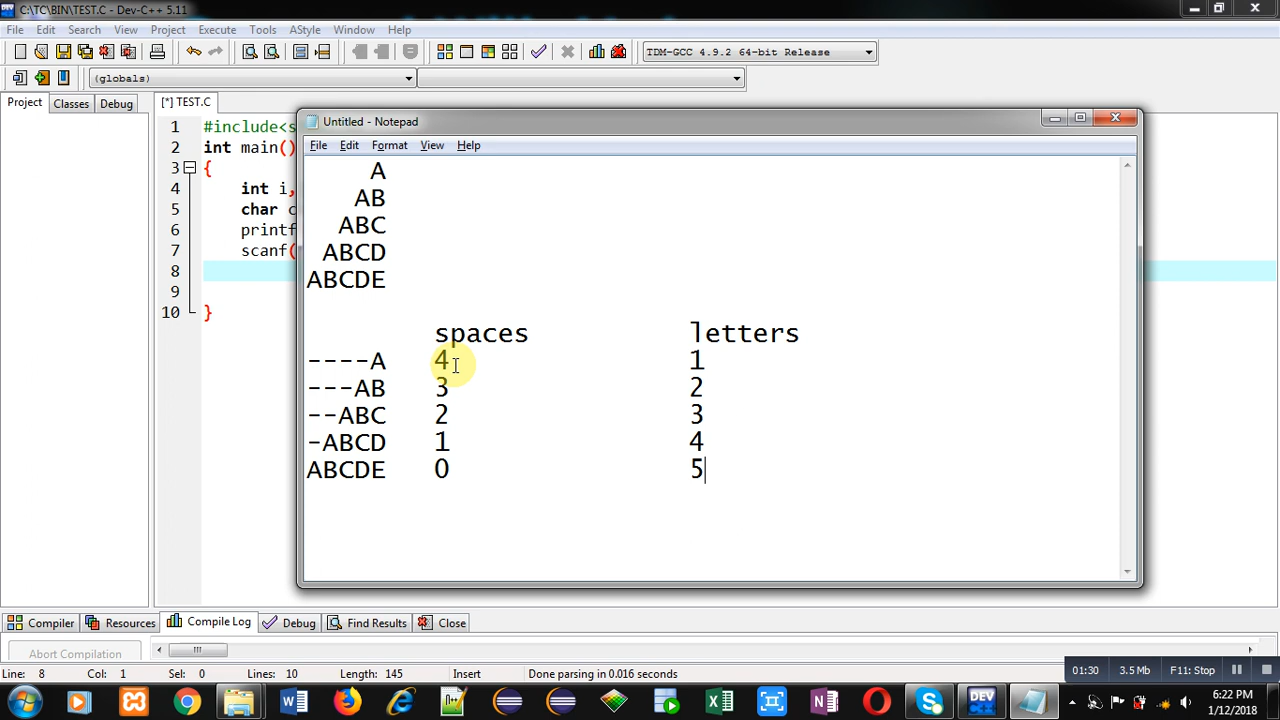 C:\TC\BIN\TEST.C - Dev-C++ 5.11
File Edit Search View Project Execute Tools AStyle Window Help
TDM-GCC 4.9.2 64-bit Release
(globals)
Project Classes Debug [*] TEST.C
1 #include<s
2 int main()
3 {
4 int i,
5 char c
6 printf
7 scanf(
8
9
10 }
Untitled - Notepad
File Edit Format View Help
A
AB
ABC
ABCD
ABCDE
spaces letters
----A 4 1
---AB 3 2
--ABC 2 3
-ABCD 1 4
ABCDE 0 5
Compiler Resources Compile Log Debug Find Results Close
Abort Compilation
Line: 8 Col: 1 Sel: 0 Lines: 10 Length: 145 Insert Done parsing in 0.016 seconds
01:30 3.5 Mb F11: Stop
6:22 PM
1/12/2018